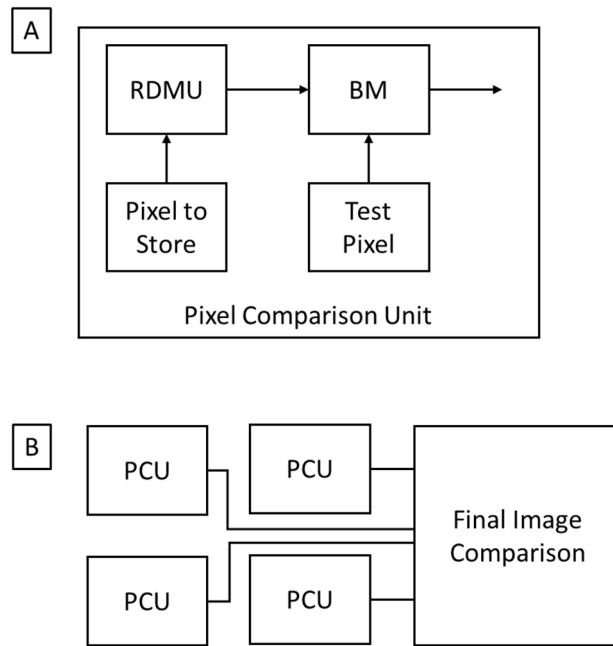 A
RDMU
BM
Pixel to
Store
Test
Pixel
Pixel Comparison Unit
B
PCU
PCU
Final Image
Comparison
PCU
PCU